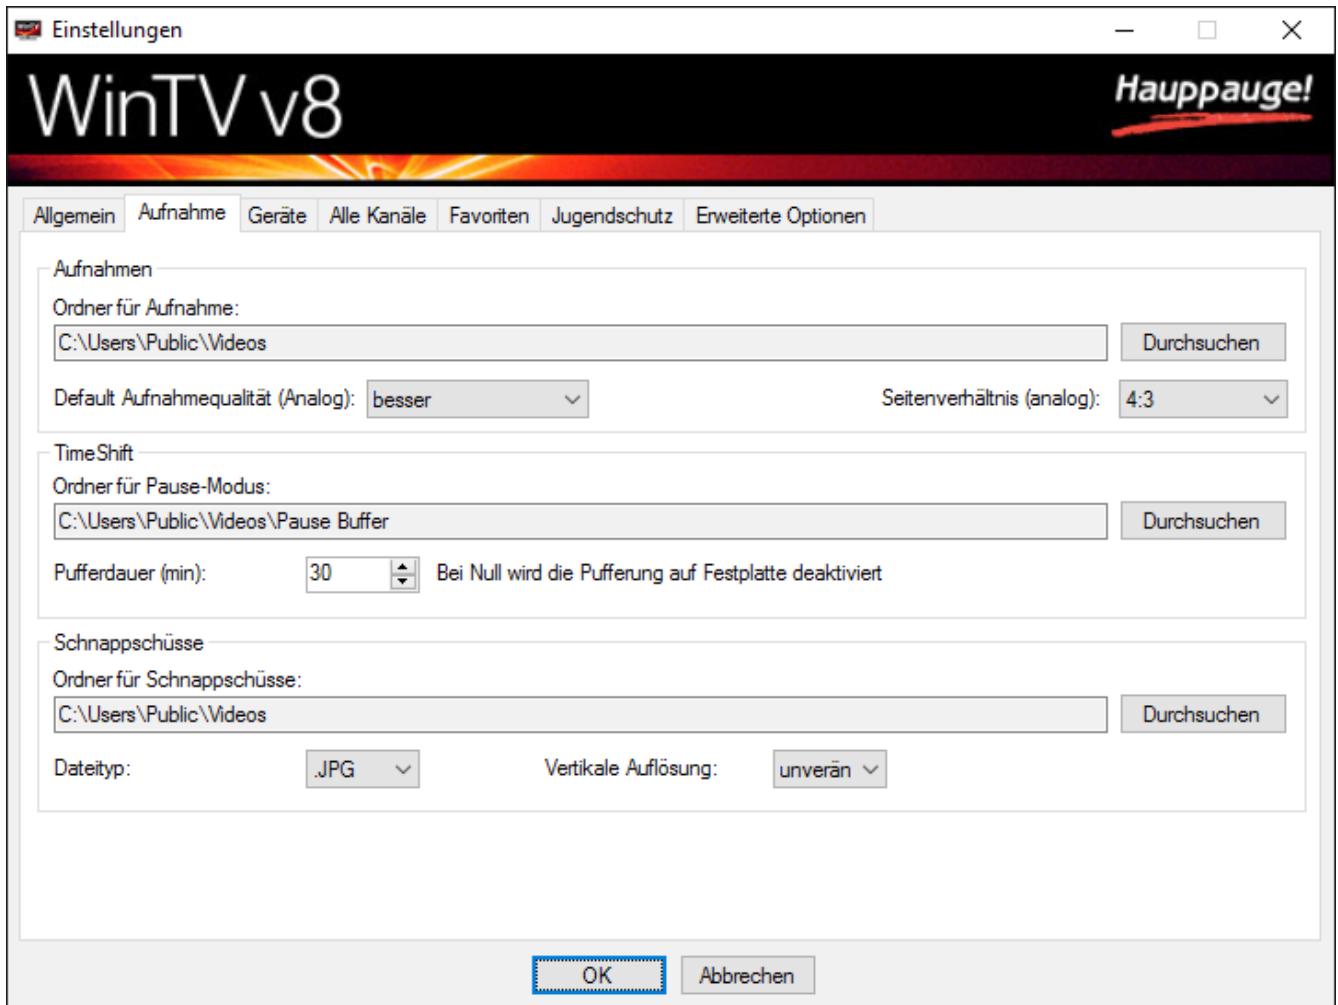 Einstellungen
WinTV v8
Hauppauge!
Allgemein Aufnahme Geräte Alle Kanäle Favoriten Jugendschutz Erweiterte Optionen
Aufnahmen
Ordner für Aufnahme:
C:\Users\Public\Videos Durchsuchen
Default Aufnahmequalität (Analog): besser Seitenverhältnis (analog): 4:3
TimeShift
Ordner für Pause-Modus:
C:\Users\Public\Videos\Pause Buffer Durchsuchen
Pufferdauer (min): 30 Bei Null wird die Pufferung auf Festplatte deaktiviert
Schnappschüsse
Ordner für Schnappschüsse:
C:\Users\Public\Videos Durchsuchen
Dateityp: .JPG Vertikale Auflösung: unverän
OK Abbrechen